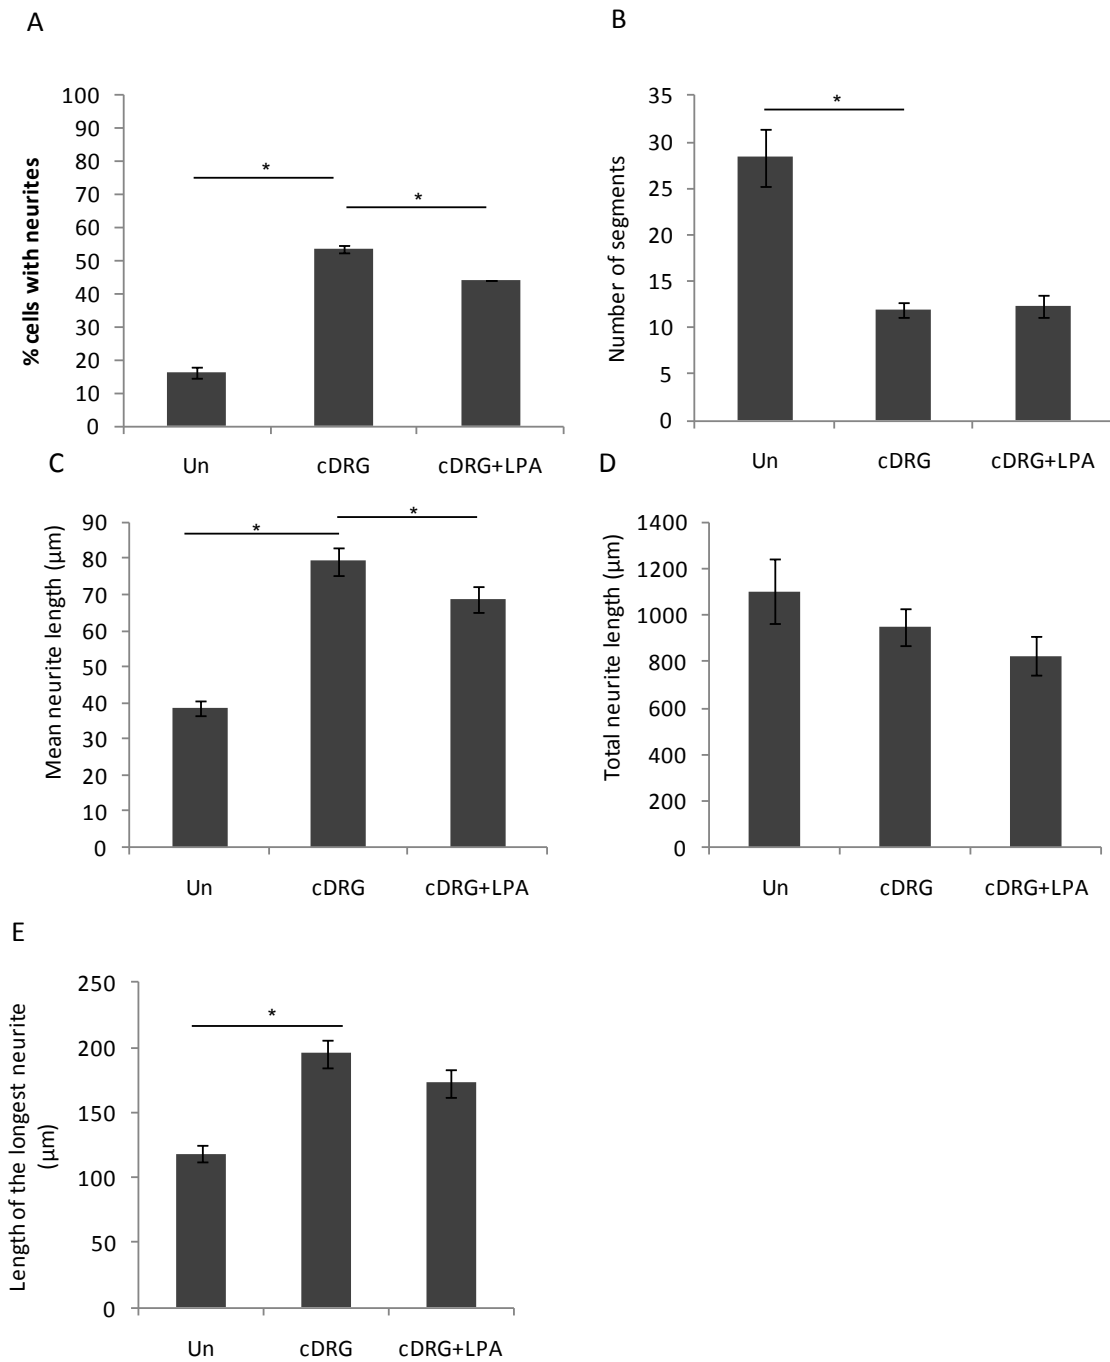 A
% cells with neurites
100
90
80
70
60
50
40
30
20
10
0
*
*
Un
cDRG
cDRG+LPA
B
Number of segments
35
30
25
20
15
10
5
0
*
Un
cDRG
cDRG+LPA
C
Mean neurite length (μm)
90
80
70
60
50
40
30
20
10
0
*
*
Un
cDRG
cDRG+LPA
D
Total neurite length (μm)
1400
1200
1000
800
600
400
200
0
Un
cDRG
cDRG+LPA
E
Length of the longest neurite
(μm)
250
200
150
100
50
0
*
Un
cDRG
cDRG+LPA